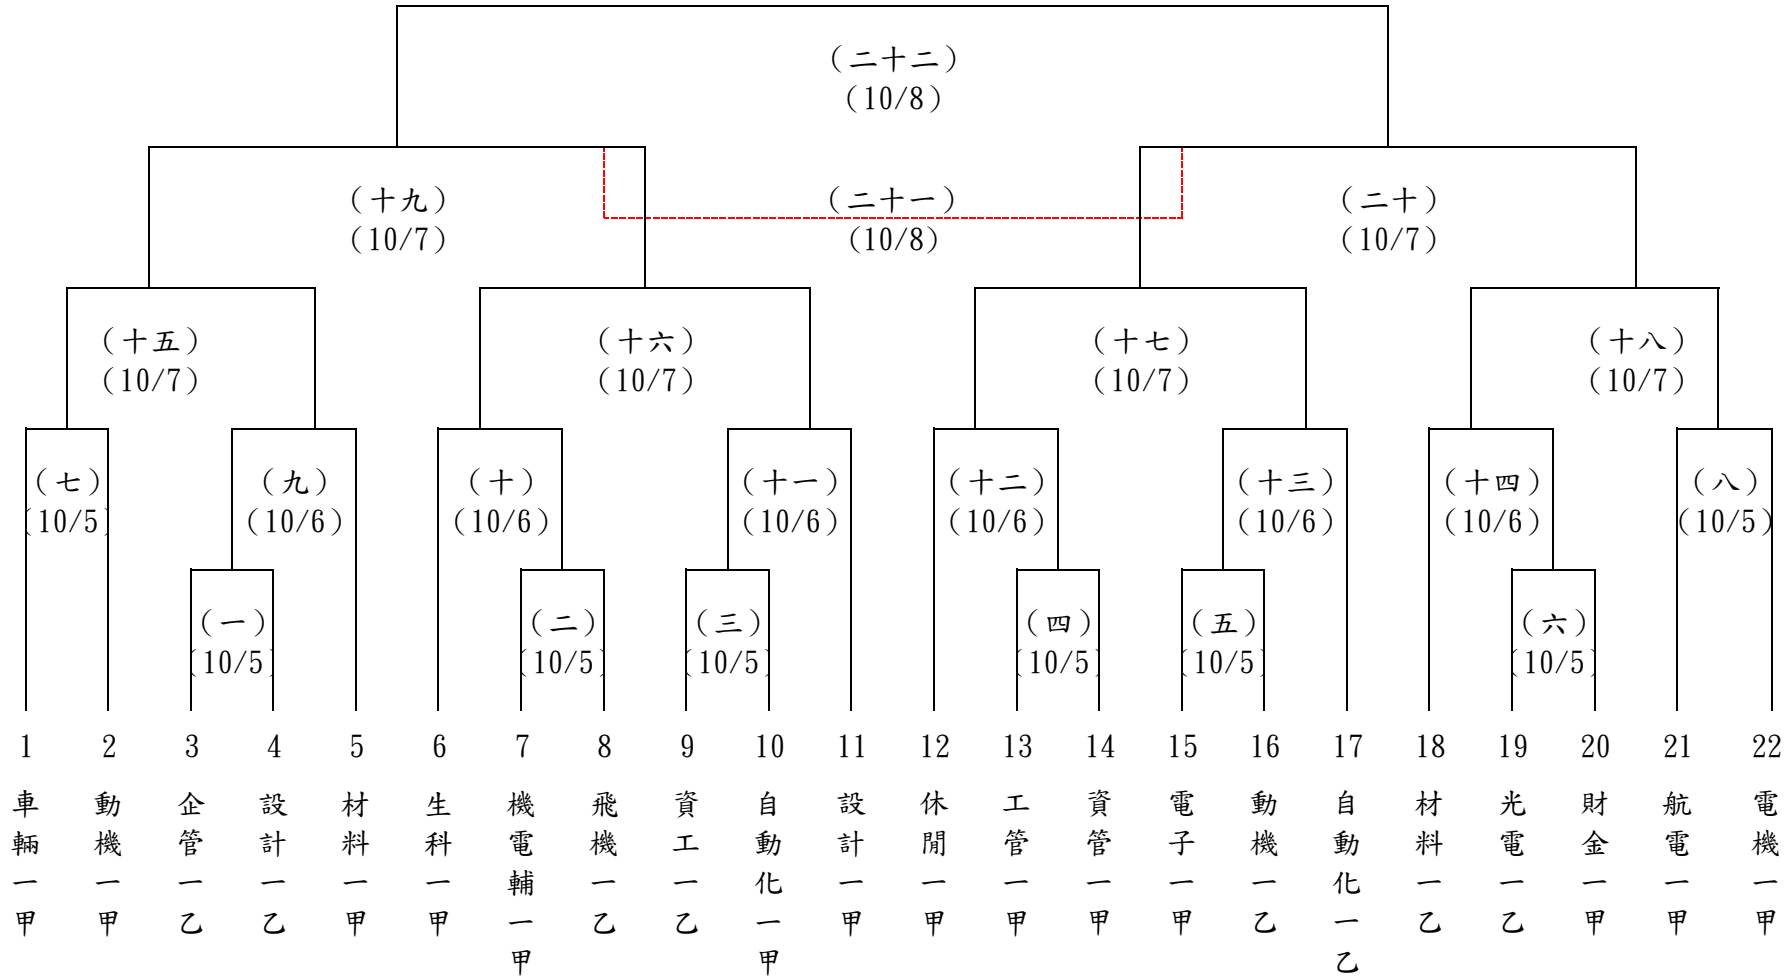 （二十二）
（10/8）
（十九）
（10/7）
（二十一）
（10/8）
（二十）
（10/7）
（十五）
（10/7）
（十六）
（10/7）
（十七）
（10/7）
（十八）
（10/7）
（七）
（10/5）
（九）
（10/6）
（十）
（10/6）
（十一）
（10/6）
（十二）
（10/6）
（十三）
（10/6）
（十四）
（10/6）
（八）
（10/5）
（一）
（10/5）
（二）
（10/5）
（三）
（10/5）
（四）
（10/5）
（五）
（10/5）
（六）
（10/5）
1 2 3 4 5 6 7 8 9 10 11 12 13 14 15 16 17 18 19 20 21 22
車輛一甲
動機一甲
企管一乙
設計一乙
材料一甲
生科一甲
機電輔一甲
飛機一乙
資工一乙
自動化一甲
設計一甲
休閒一甲
工管一甲
資管一甲
電子一甲
動機一乙
自動化一乙
材料一乙
光電一乙
財金一甲
航電一甲
電機一甲